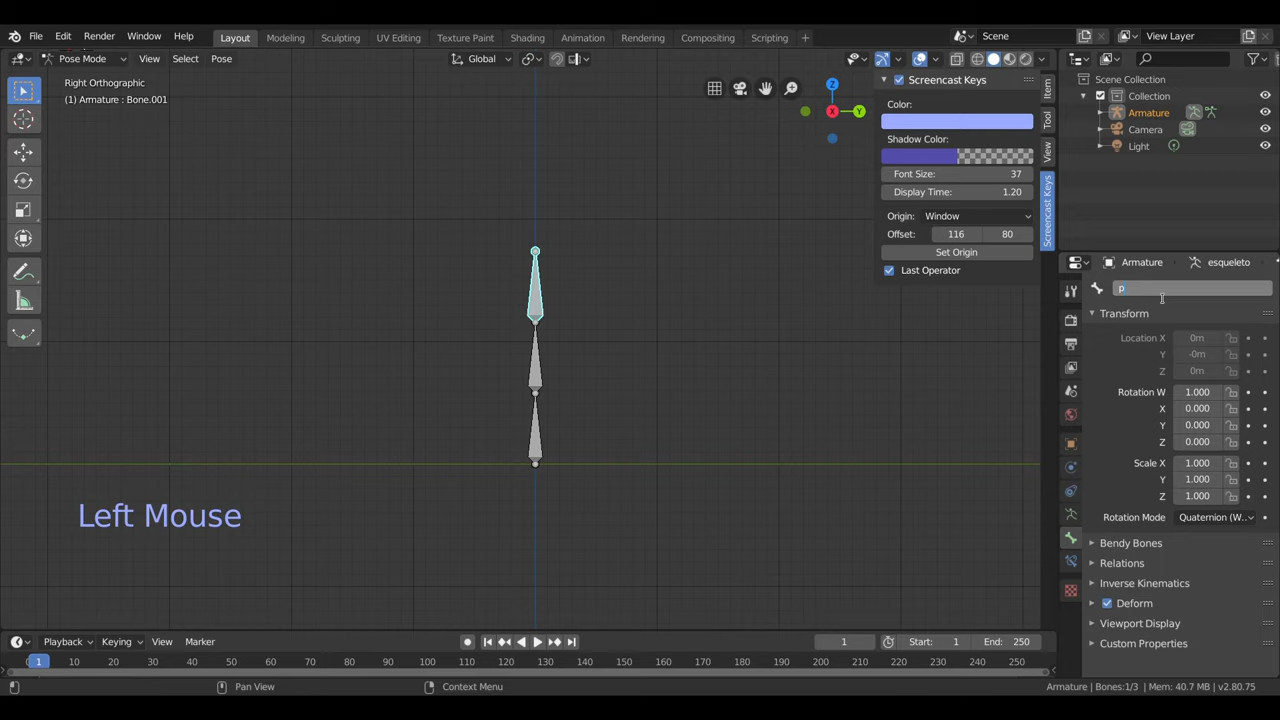 File Edit Render Window Help Layout Modeling Sculpting UV Editing Texture Paint Shading Animation Rendering Compositing Scripting + Scene View Layer
Pose Mode View Select Pose Global
Right Orthographic
(1) Armature : Bone.001
Z
X
Y
Screencast Keys
Color:
Shadow Color:
Font Size: 37
Display Time: 1.20
Origin: Window
Offset: 116 80
Set Origin
Last Operator
Item
Tool
View
Screencast Keys
Scene Collection
Collection
Armature
Camera
Light
Armature esqueleto
p
Transform
Location X 0m
Y -0m
Z 0m
Rotation W 1.000
X 0.000
Y 0.000
Z 0.000
Scale X 1.000
Y 1.000
Z 1.000
Rotation Mode Quaternion (W...
Bendy Bones
Relations
Inverse Kinematics
Deform
Viewport Display
Custom Properties
Left Mouse
Playback Keying View Marker 1 Start: 1 End: 250
1 10 20 30 40 50 60 70 80 90 100 110 120 130 140 150 160 170 180 190 200 210 220 230 240 250
Pan View Context Menu Armature | Bones:1/3 | Mem: 40.7 MB | v2.80.75